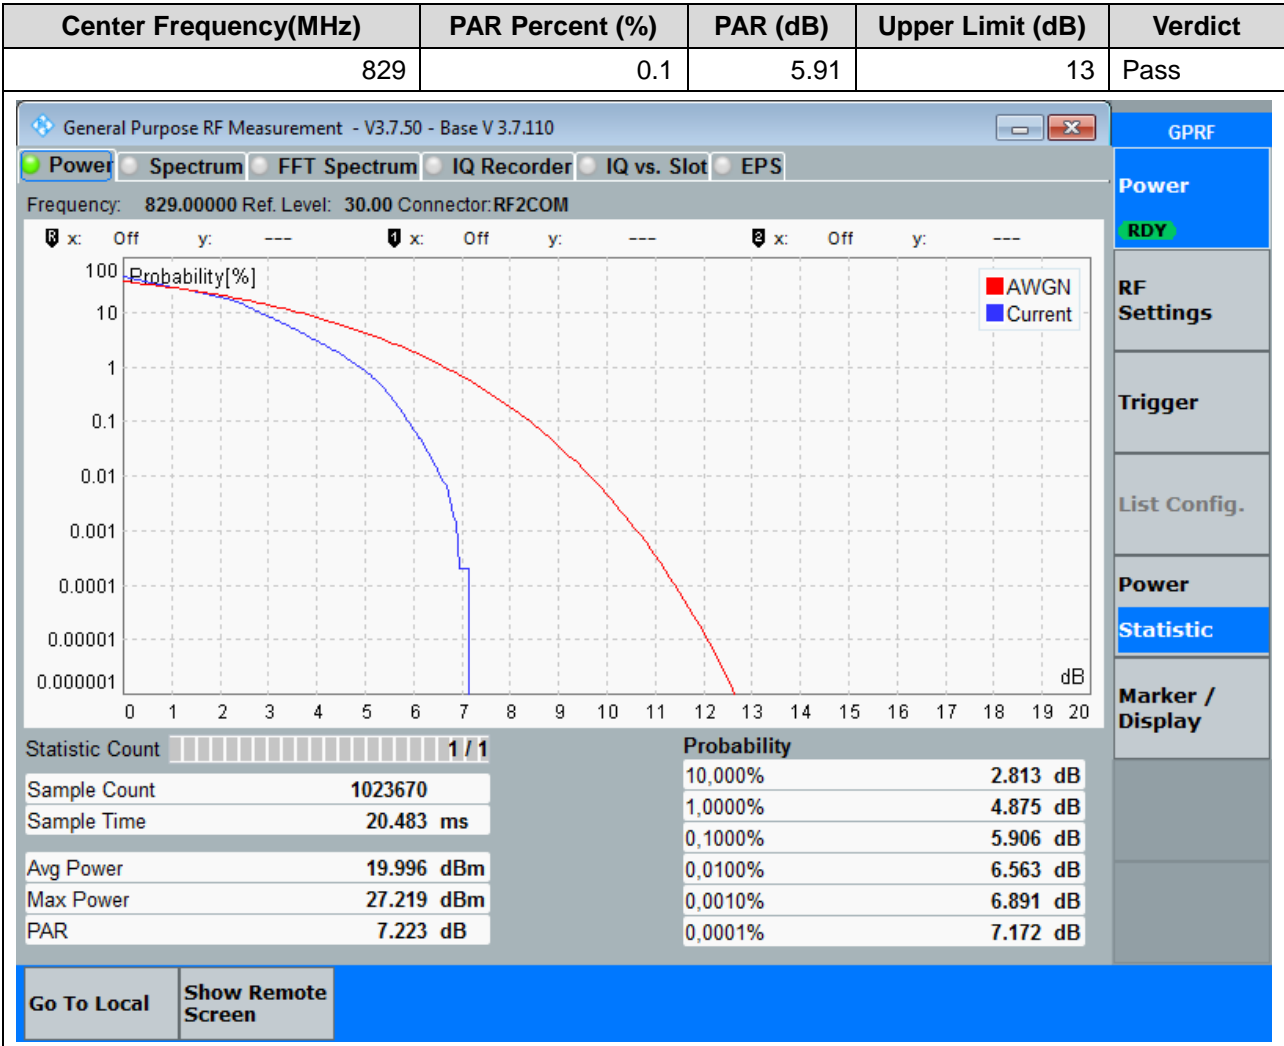 Center Frequency(MHz) PAR Percent (%) PAR (dB) Upper Limit (dB) Verdict
829 0.1 5.91 13 Pass
General Purpose RF Measurement - V3.7.50 - Base V 3.7.110
GPRF
Power Spectrum FFT Spectrum IQ Recorder IQ vs. Slot EPS
Frequency: 829.00000 Ref. Level: 30.00 Connector: RF2COM
R x: Off y: --- 1 x: Off y: --- 2 x: Off y: ---
Probability[%]
AWGN
Current
100
10
1
0.1
0.01
0.001
0.0001
0.00001
0.000001
dB
0 1 2 3 4 5 6 7 8 9 10 11 12 13 14 15 16 17 18 19 20
Statistic Count 1 / 1
Sample Count 1023670
Sample Time 20.483 ms
Avg Power 19.996 dBm
Max Power 27.219 dBm
PAR 7.223 dB
Probability
10,000% 2.813 dB
1,0000% 4.875 dB
0,1000% 5.906 dB
0,0100% 6.563 dB
0,0010% 6.891 dB
0,0001% 7.172 dB
Power
RDY
RF
Settings
Trigger
List Config.
Power
Statistic
Marker /
Display
Go To Local
Show Remote
Screen